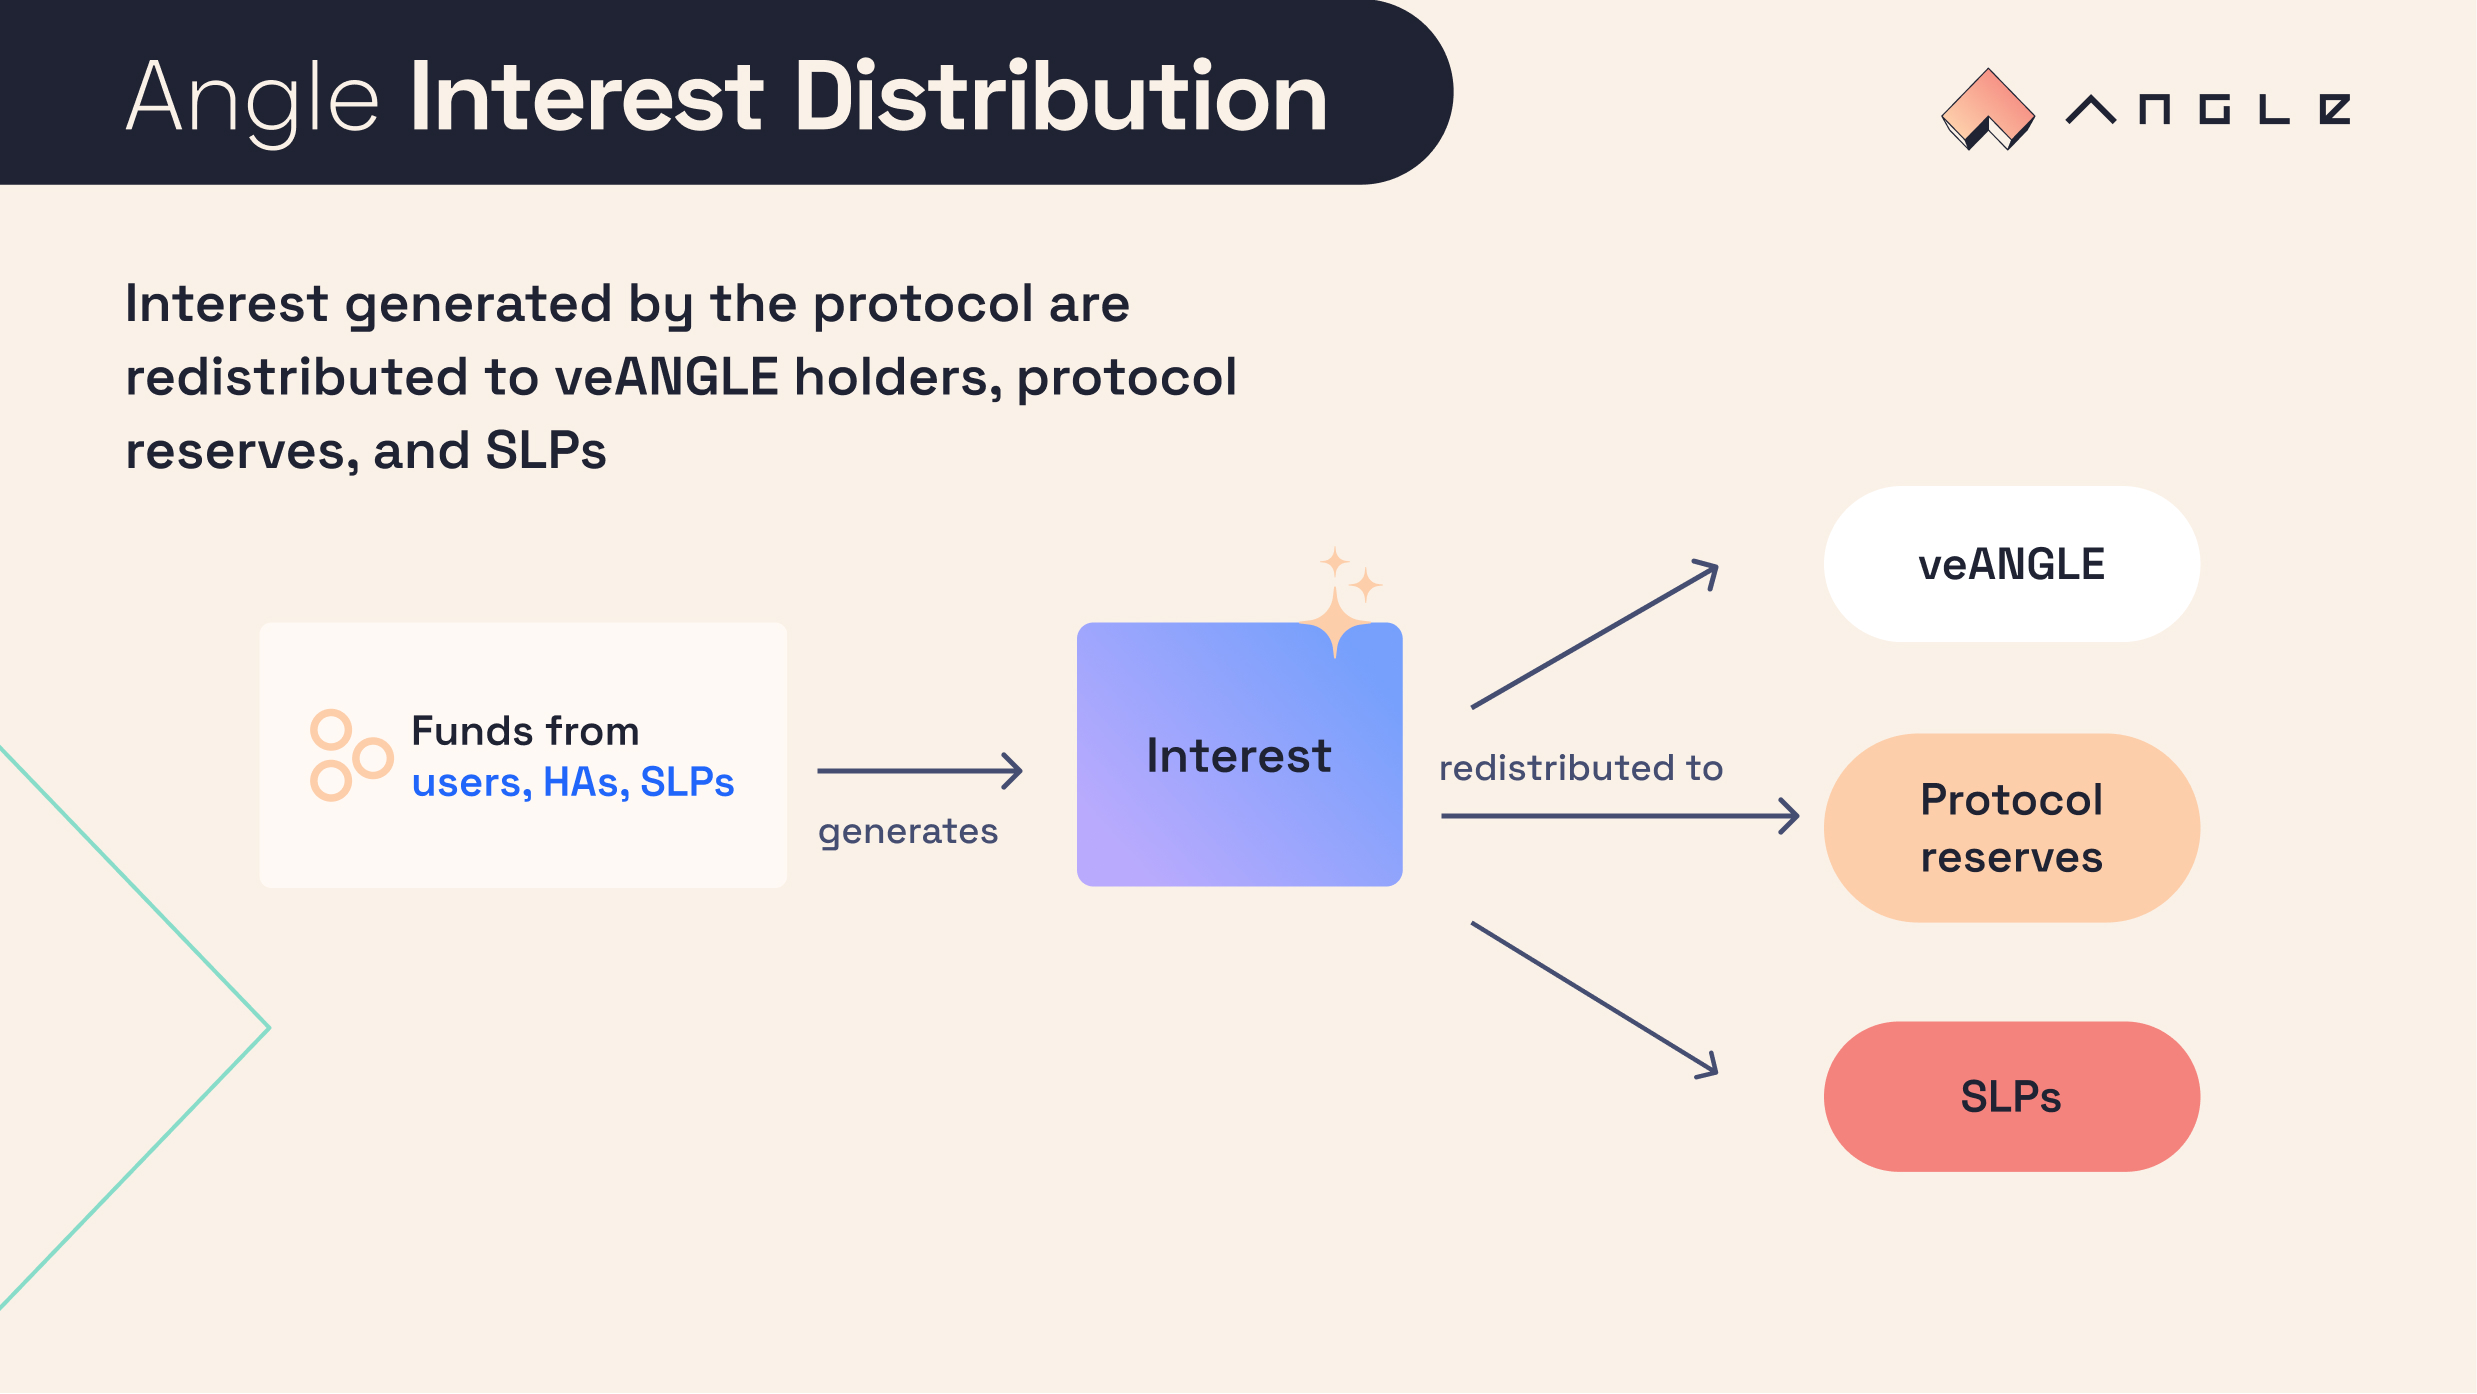 Angle Interest Distribution
ANGLE
Interest generated by the protocol are
redistributed to veANGLE holders, protocol
reserves, and SLPs
Funds from
users, HAs, SLPs
generates
Interest
redistributed to
veANGLE
Protocol
reserves
SLPs